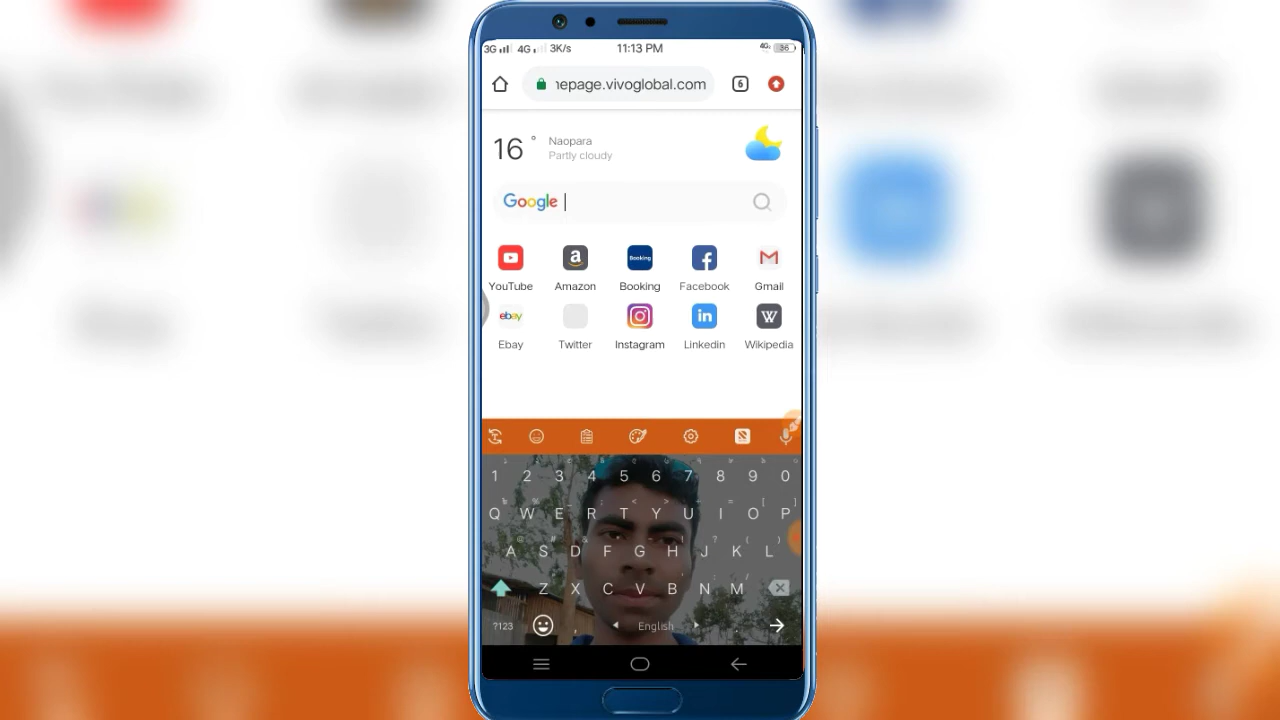 3G 4G 3K/s 11:13 PM 4G 36
nepage.vivoglobal.com 6
16° Naopara
Partly cloudy
Google
YouTube Amazon Booking Facebook Gmail
ebay in W
Ebay Twitter Instagram Linkedin Wikipedia
1 2 3 4 5 6 7 8 9 0
Q W E R T Y U I O P
A S D F G H J K L
Z X C V B N M
?123 , English .